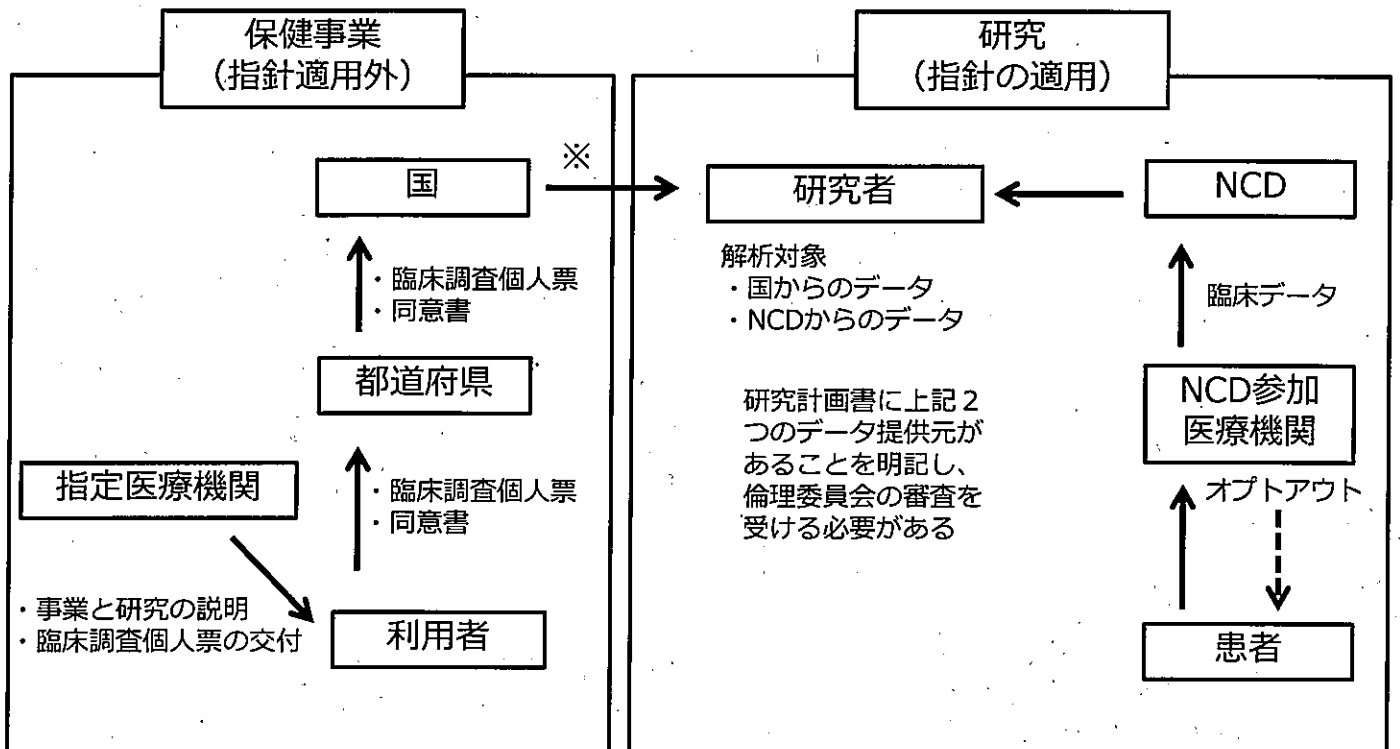 保健事業
（指針適用外）
国
・臨床調査個人票
・同意書
都道府県
指定医療機関
・臨床調査個人票
・同意書
・事業と研究の説明
・臨床調査個人票の交付
利用者
※
研究
（指針の適用）
研究者
NCD
解析対象
・国からのデータ
・NCDからのデータ
臨床データ
研究計画書に上記２
つのデータ提供元が
あることを明記し、
倫理委員会の審査を
受ける必要がある
NCD参加
医療機関
オプトアウト
患者